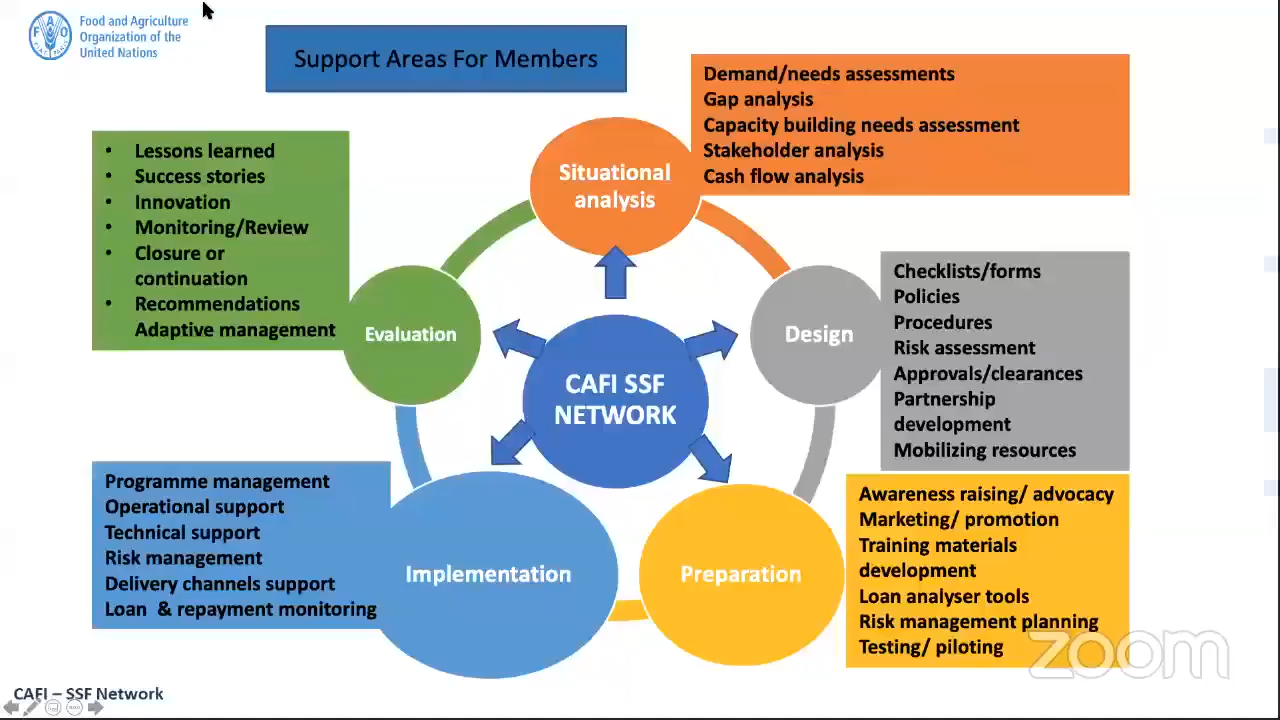 Food and Agriculture
Organization of the
United Nations
Support Areas For Members
Demand/needs assessments
Gap analysis
Capacity building needs assessment
Stakeholder analysis
Cash flow analysis
Situational
analysis
• Lessons learned
• Success stories
• Innovation
• Monitoring/Review
• Closure or
continuation
• Recommendations
Adaptive management
Evaluation
Design
Checklists/forms
Policies
Procedures
Risk assessment
Approvals/clearances
Partnership
development
Mobilizing resources
CAFI SSF
NETWORK
Programme management
Operational support
Technical support
Risk management
Delivery channels support
Loan & repayment monitoring
Implementation
Preparation
Awareness raising/ advocacy
Marketing/ promotion
Training materials
development
Loan analyser tools
Risk management planning
Testing/ piloting
zoom
CAFI – SSF Network